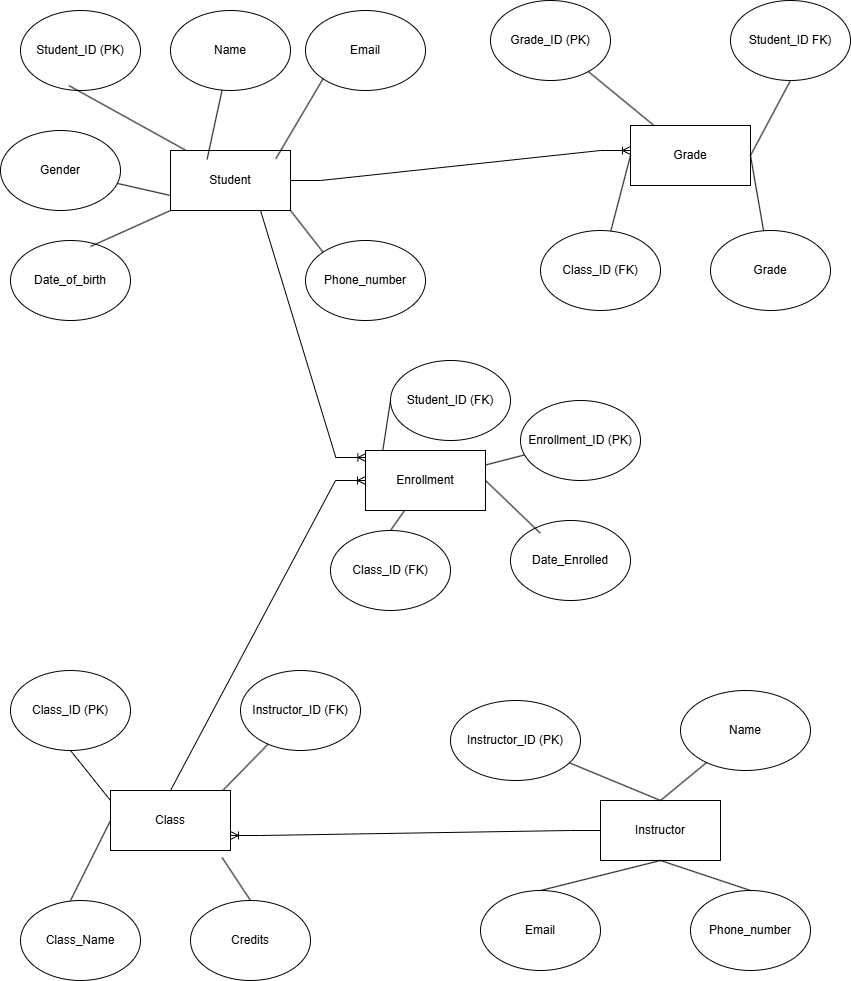 Student_ID (PK)
Name
Email
Grade_ID (PK)
Student_ID FK)
Gender
Student
Grade
Date_of_birth
Phone_number
Class_ID (FK)
Grade
Student_ID (FK)
Enrollment_ID (PK)
Enrollment
Class_ID (FK)
Date_Enrolled
Class_ID (PK)
Instructor_ID (FK)
Instructor_ID (PK)
Name
Class
Instructor
Class_Name
Credits
Email
Phone_number